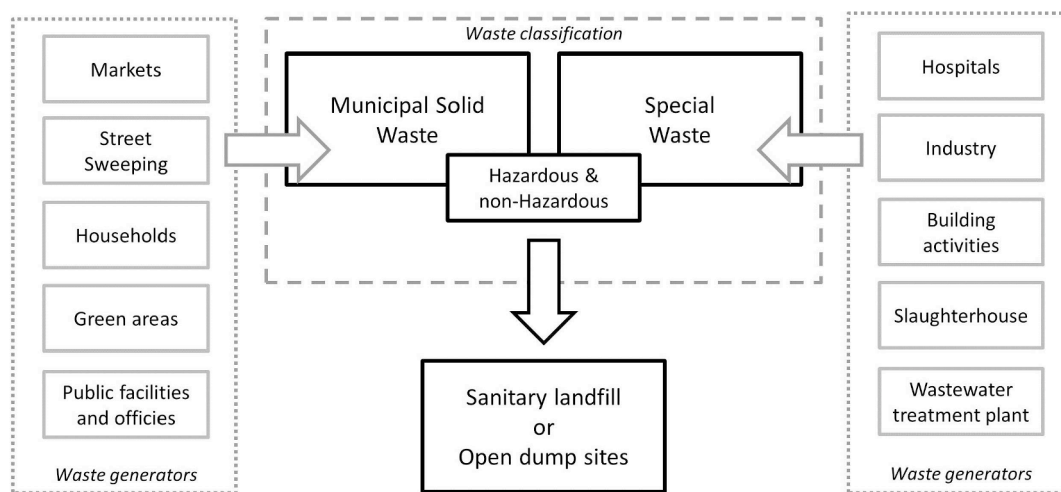 Markets
Street
Sweeping
Households
Green areas
Public facilities
and officies
Waste generators
Waste classification
Municipal Solid
Waste
Special
Waste
Hazardous &
non-Hazardous
Sanitary landfill
or
Open dump sites
Hospitals
Industry
Building
activities
Slaughterhouse
Wastewater
treatment plant
Waste generators